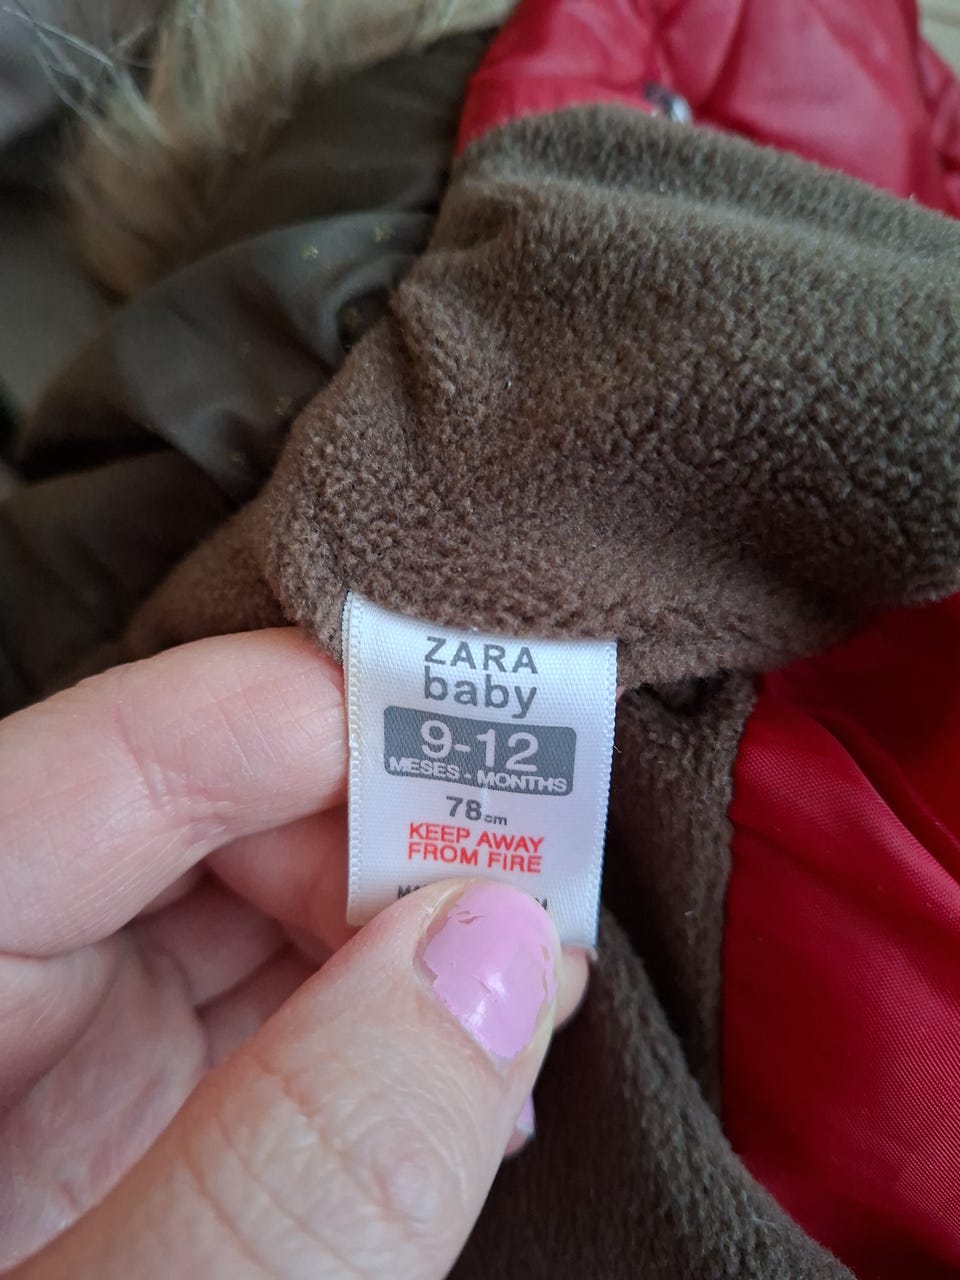 ZARA
baby
9-12
MESES - MONTHS
78cm
KEEP AWAY
FROM FIRE